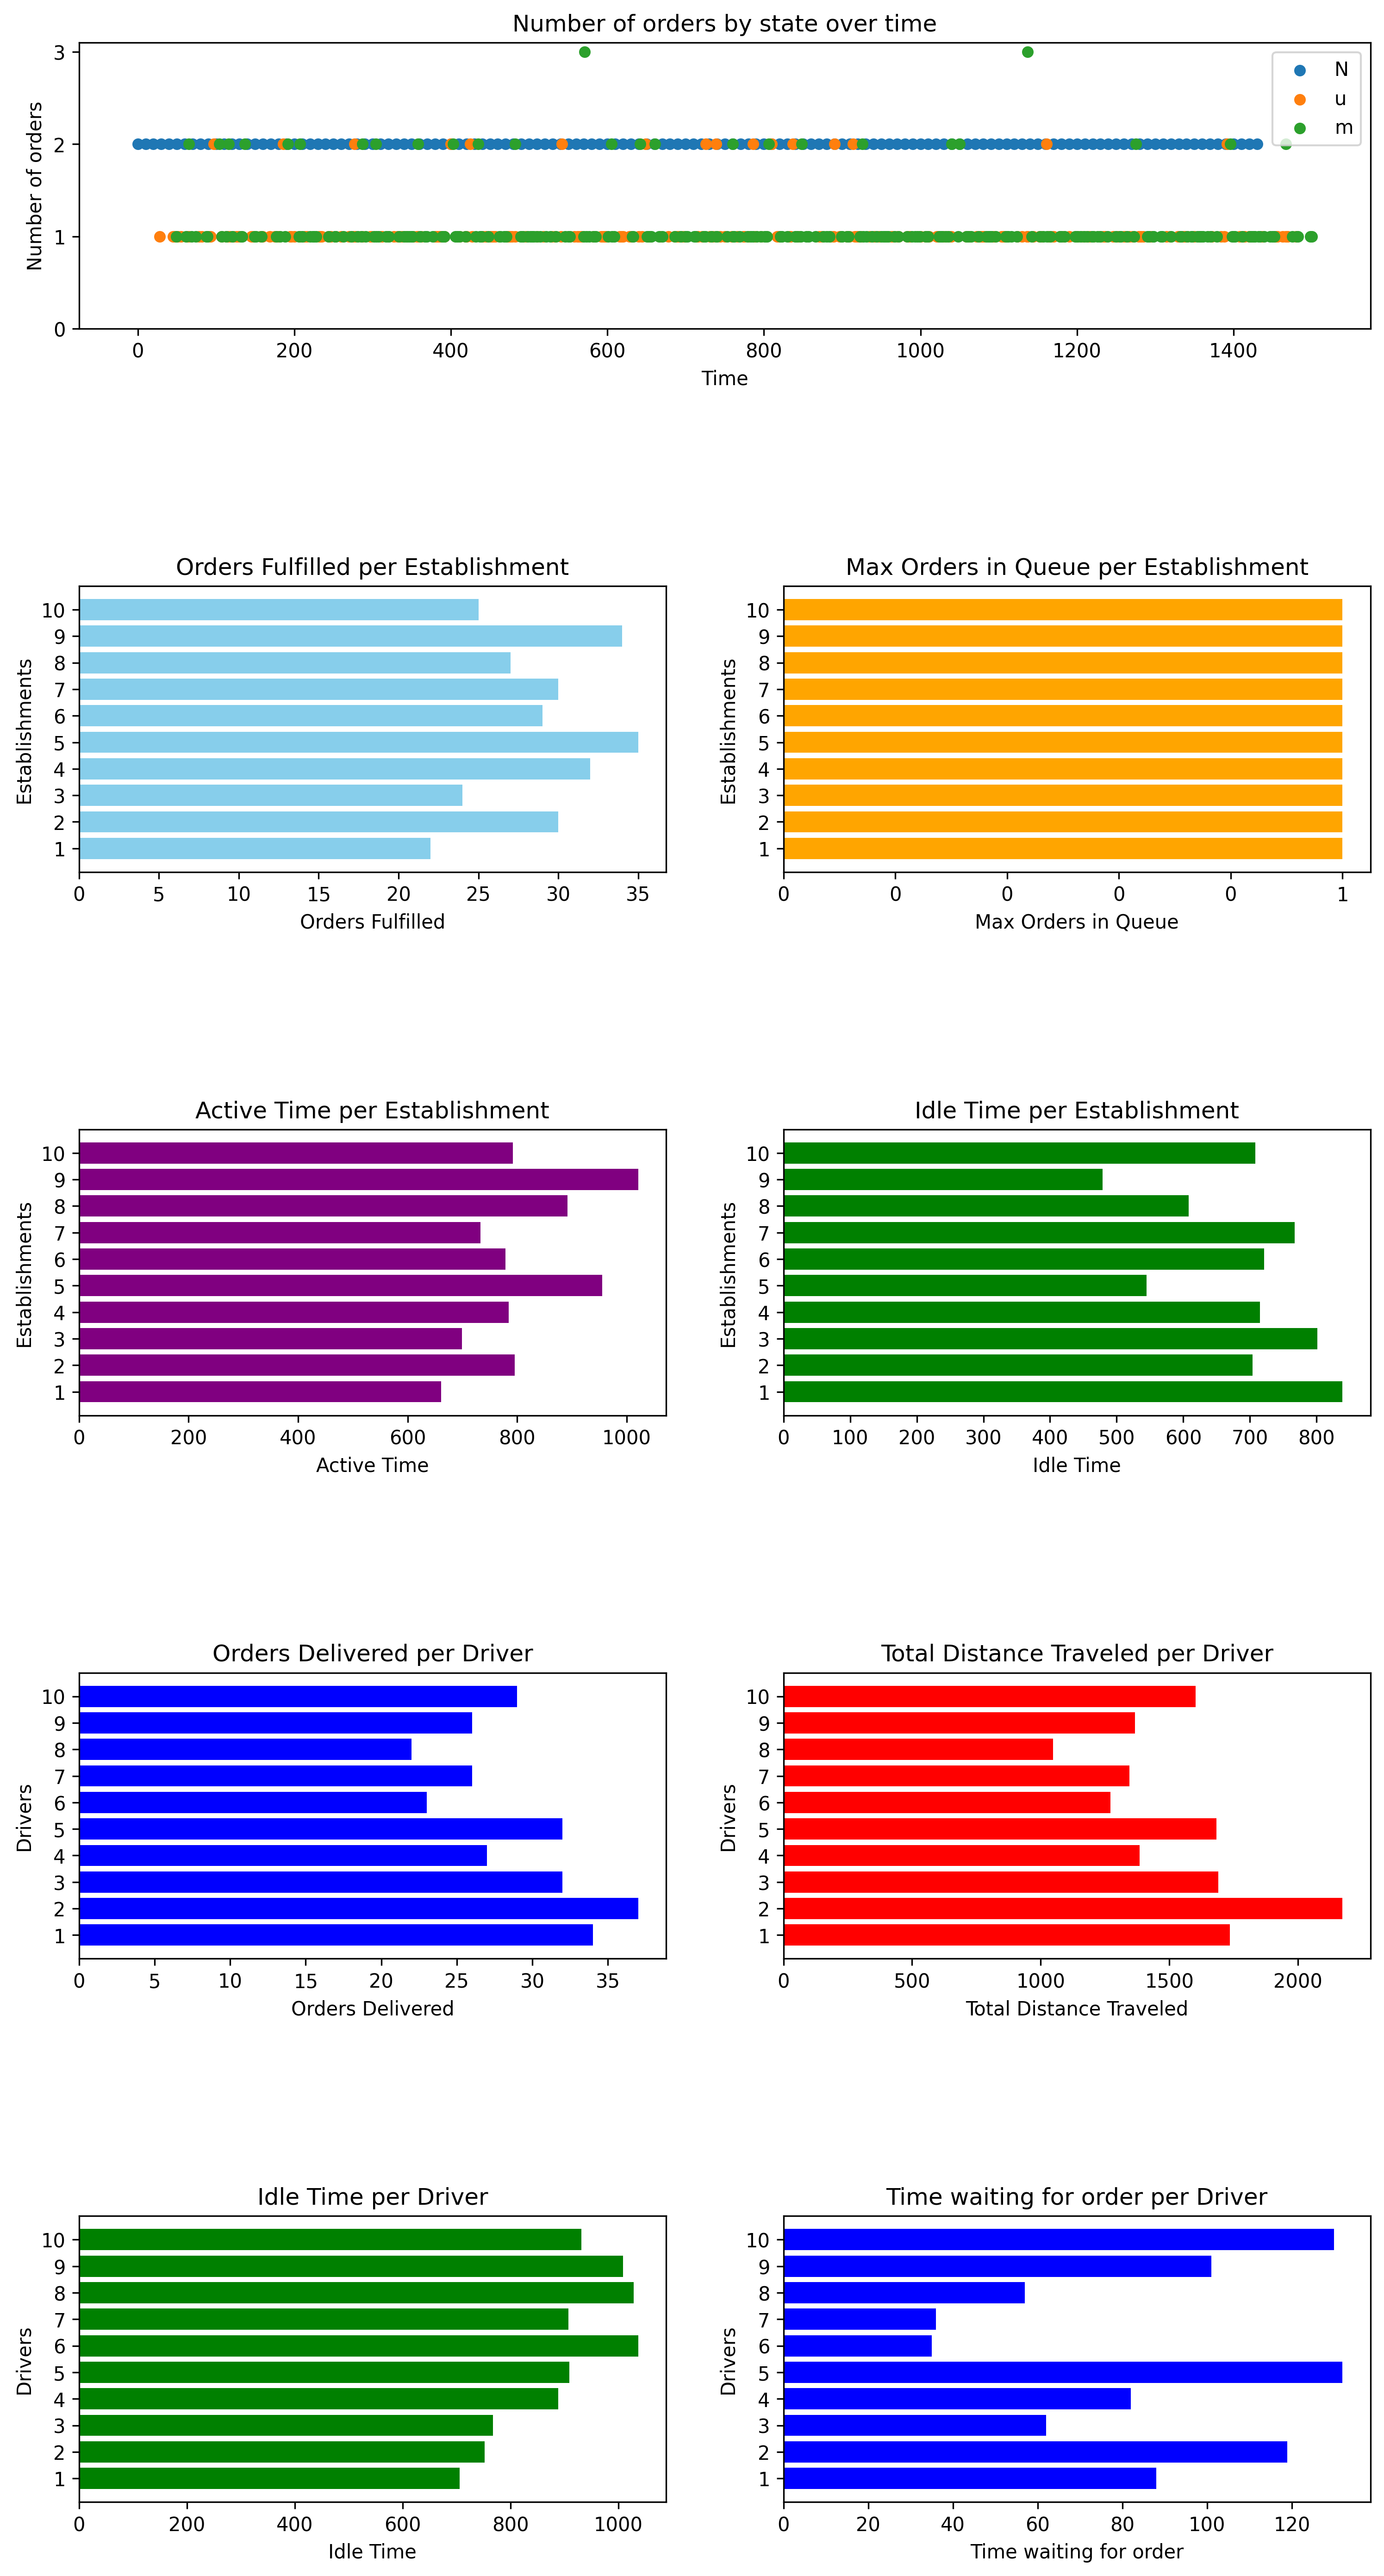 Number of orders by state over time
Number of orders
3
2
1
0
N
u
m
0 200 400 600 800 1000 1200 1400
Time
Orders Fulfilled per Establishment
Establishments
10
9
8
7
6
5
4
3
2
1
0 5 10 15 20 25 30 35
Orders Fulfilled
Max Orders in Queue per Establishment
Establishments
10
9
8
7
6
5
4
3
2
1
0 0 0 0 0 1
Max Orders in Queue
Active Time per Establishment
Establishments
10
9
8
7
6
5
4
3
2
1
0 200 400 600 800 1000
Active Time
Idle Time per Establishment
Establishments
10
9
8
7
6
5
4
3
2
1
0 100 200 300 400 500 600 700 800
Idle Time
Orders Delivered per Driver
Drivers
10
9
8
7
6
5
4
3
2
1
0 5 10 15 20 25 30 35
Orders Delivered
Total Distance Traveled per Driver
Drivers
10
9
8
7
6
5
4
3
2
1
0 500 1000 1500 2000
Total Distance Traveled
Idle Time per Driver
Drivers
10
9
8
7
6
5
4
3
2
1
0 200 400 600 800 1000
Idle Time
Time waiting for order per Driver
Drivers
10
9
8
7
6
5
4
3
2
1
0 20 40 60 80 100 120
Time waiting for order